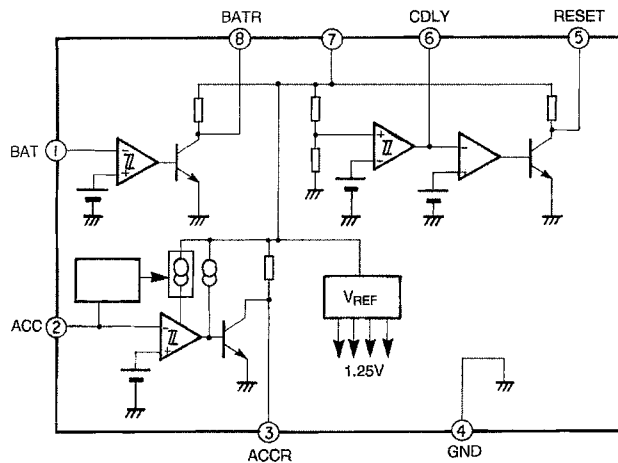 BATR
CDLY
RESET
8
7
6
5
BAT
1
-
+
+
-
-
+
ACC
2
-
+
VREF
1.25V
3
4
ACCR
GND